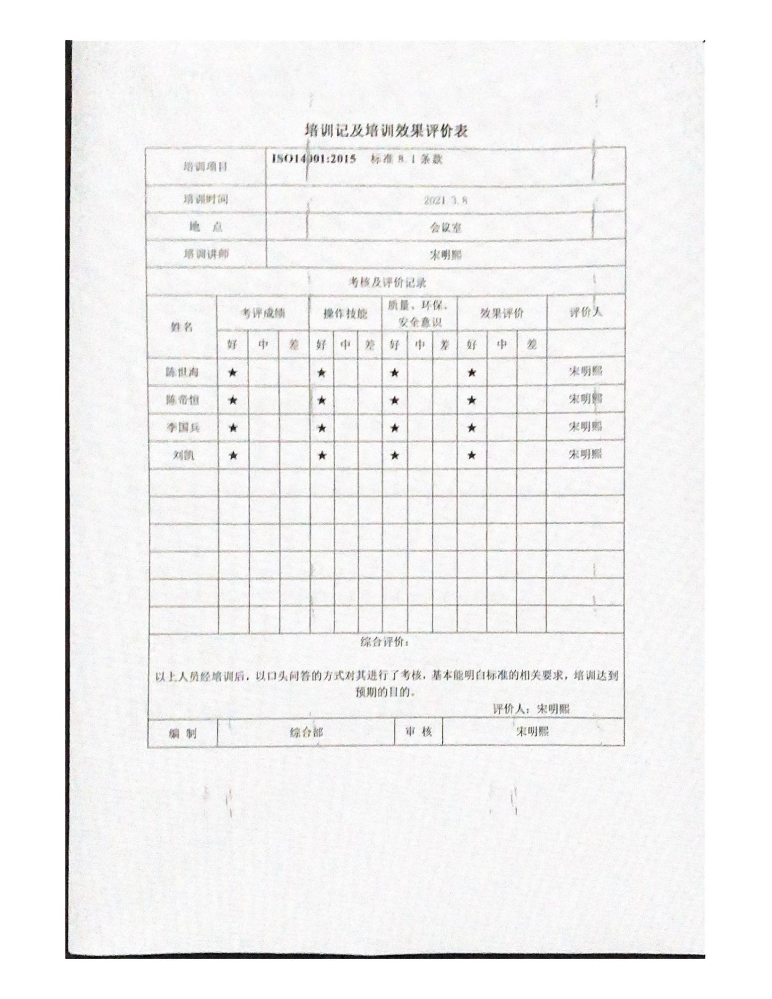 培训记及培训效果评价表
培训项目 ISO14001:2015 标准 8.1 条款
培训时间 2021.3.8
地 点 会议室
培训讲师 宋明熙
考核及评价记录
姓名 考评成绩 操作技能 质量、环保、安全意识 效果评价 评价人
好 中 差 好 中 差 好 中 差 好 中 差
陈世海 ★ ★ ★ ★ 宋明熙
陈帝恒 ★ ★ ★ ★ 宋明熙
李国兵 ★ ★ ★ ★ 宋明熙
刘凯 ★ ★ ★ ★ 宋明熙
综合评价：
以上人员经培训后，以口头问答的方式对其进行了考核，基本能明白标准的相关要求，培训达到
预期的目的。
评价人：宋明熙
编 制 综合部 审 核 宋明熙